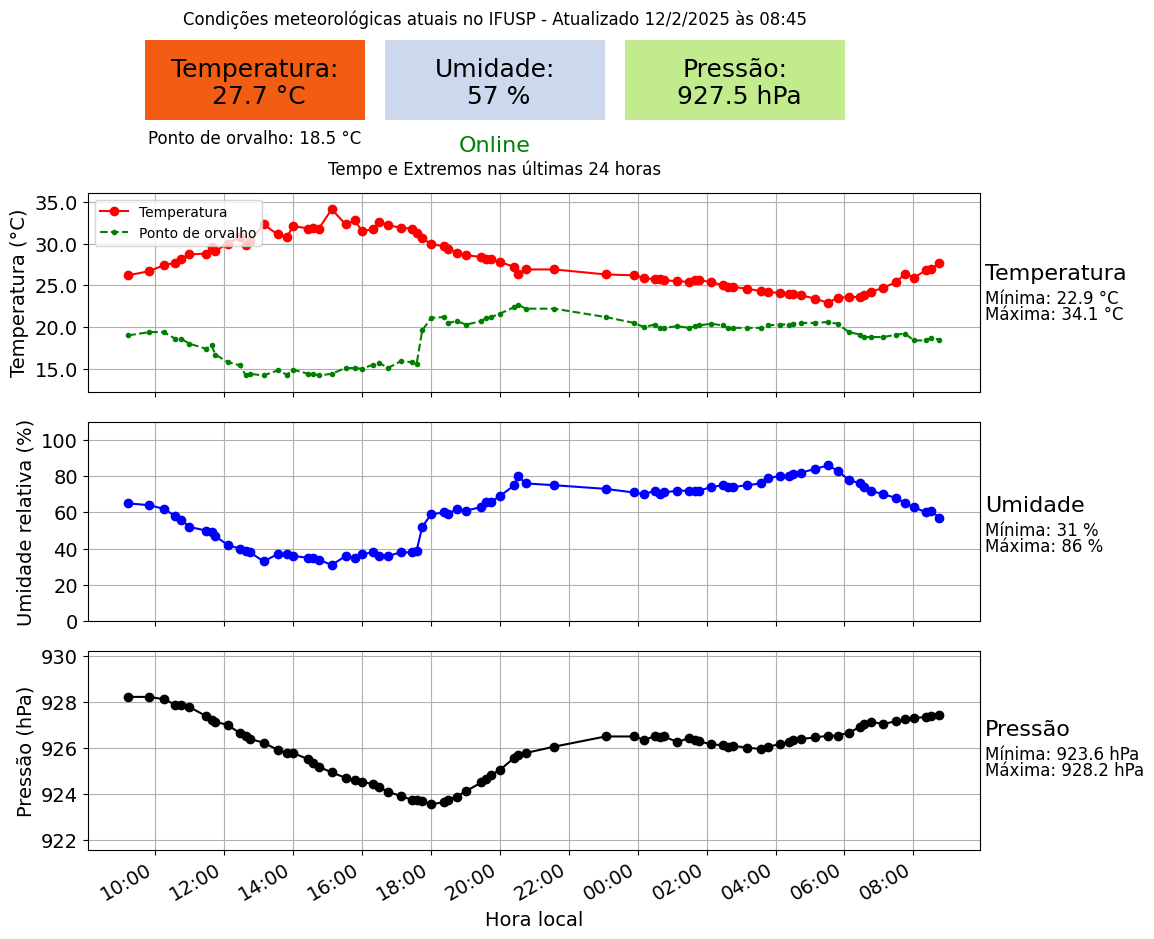 Condições meteorológicas atuais no IFUSP - Atualizado 12/2/2025 às 08:45
Temperatura:
27.7 °C
Umidade:
57 %
Pressão:
927.5 hPa
Ponto de orvalho: 18.5 °C
Online
Tempo e Extremos nas últimas 24 horas
Temperatura (°C)
35.0
30.0
25.0
20.0
15.0
Temperatura
Ponto de orvalho
Temperatura
Mínima: 22.9 °C
Máxima: 34.1 °C
Umidade relativa (%)
100
80
60
40
20
0
Umidade
Mínima: 31 %
Máxima: 86 %
Pressão (hPa)
930
928
926
924
922
Pressão
Mínima: 923.6 hPa
Máxima: 928.2 hPa
10:00
12:00
14:00
16:00
18:00
20:00
22:00
00:00
02:00
04:00
06:00
08:00
Hora local